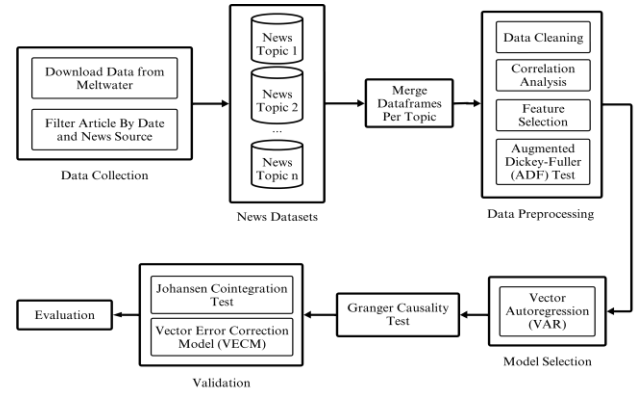 Download Data from
Meltwater
Filter Article By Date
and News Source
Data Collection
News
Topic 1
News
Topic 2
...
News
Topic n
News Datasets
Merge
Dataframes
Per Topic
Data Cleaning
Correlation
Analysis
Feature
Selection
Augmented
Dickey-Fuller
(ADF) Test
Data Preprocessing
Vector
Autoregression
(VAR)
Model Selection
Granger Causality
Test
Johansen Cointegration
Test
Vector Error Correction
Model (VECM)
Validation
Evaluation